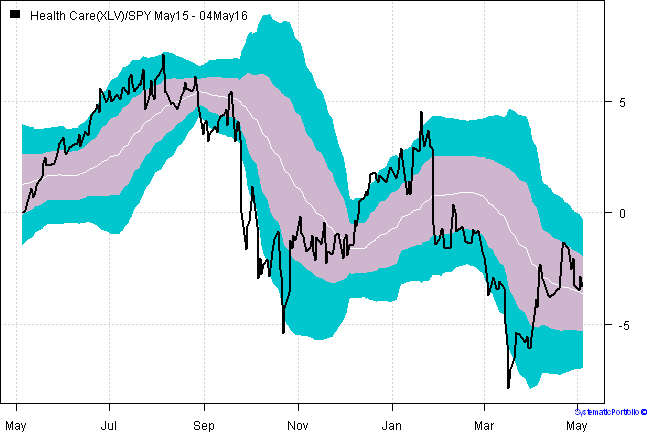 Health Care(XLV)/SPY May15 - 04May16
5
0
-5
May Jul Sep Nov Jan Mar May
SystematicPortfolio ©